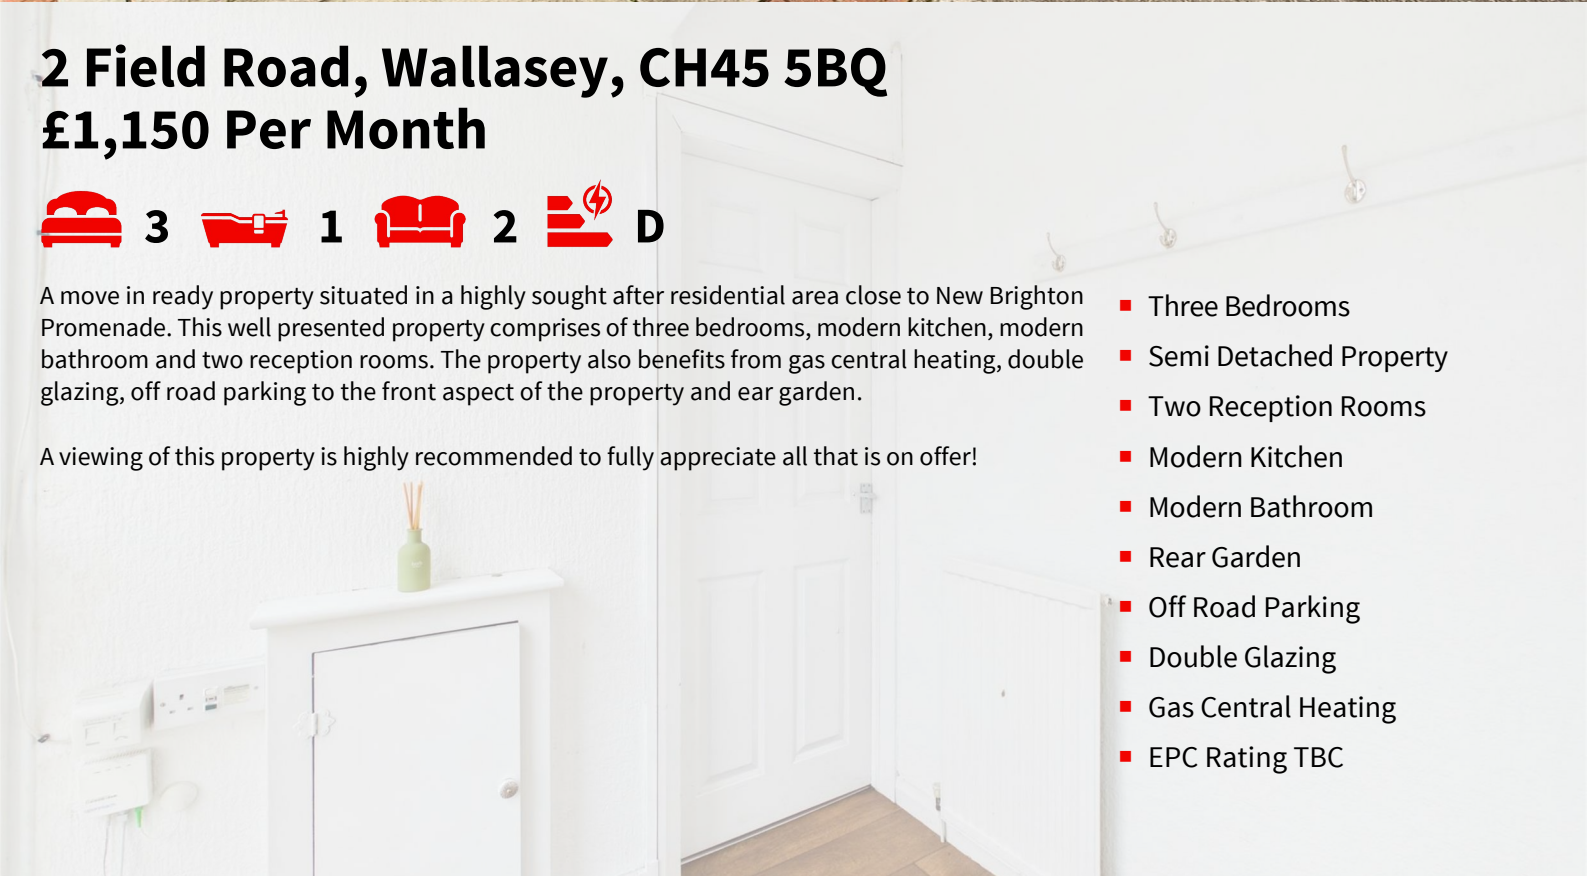 2 Field Road, Wallasey, CH45 5BQ
£1,150 Per Month
3 1 2 D
A move in ready property situated in a highly sought after residential area close to New Brighton
Promenade. This well presented property comprises of three bedrooms, modern kitchen, modern
bathroom and two reception rooms. The property also benefits from gas central heating, double
glazing, off road parking to the front aspect of the property and ear garden.
A viewing of this property is highly recommended to fully appreciate all that is on offer!
Three Bedrooms
Semi Detached Property
Two Reception Rooms
Modern Kitchen
Modern Bathroom
Rear Garden
Off Road Parking
Double Glazing
Gas Central Heating
EPC Rating TBC